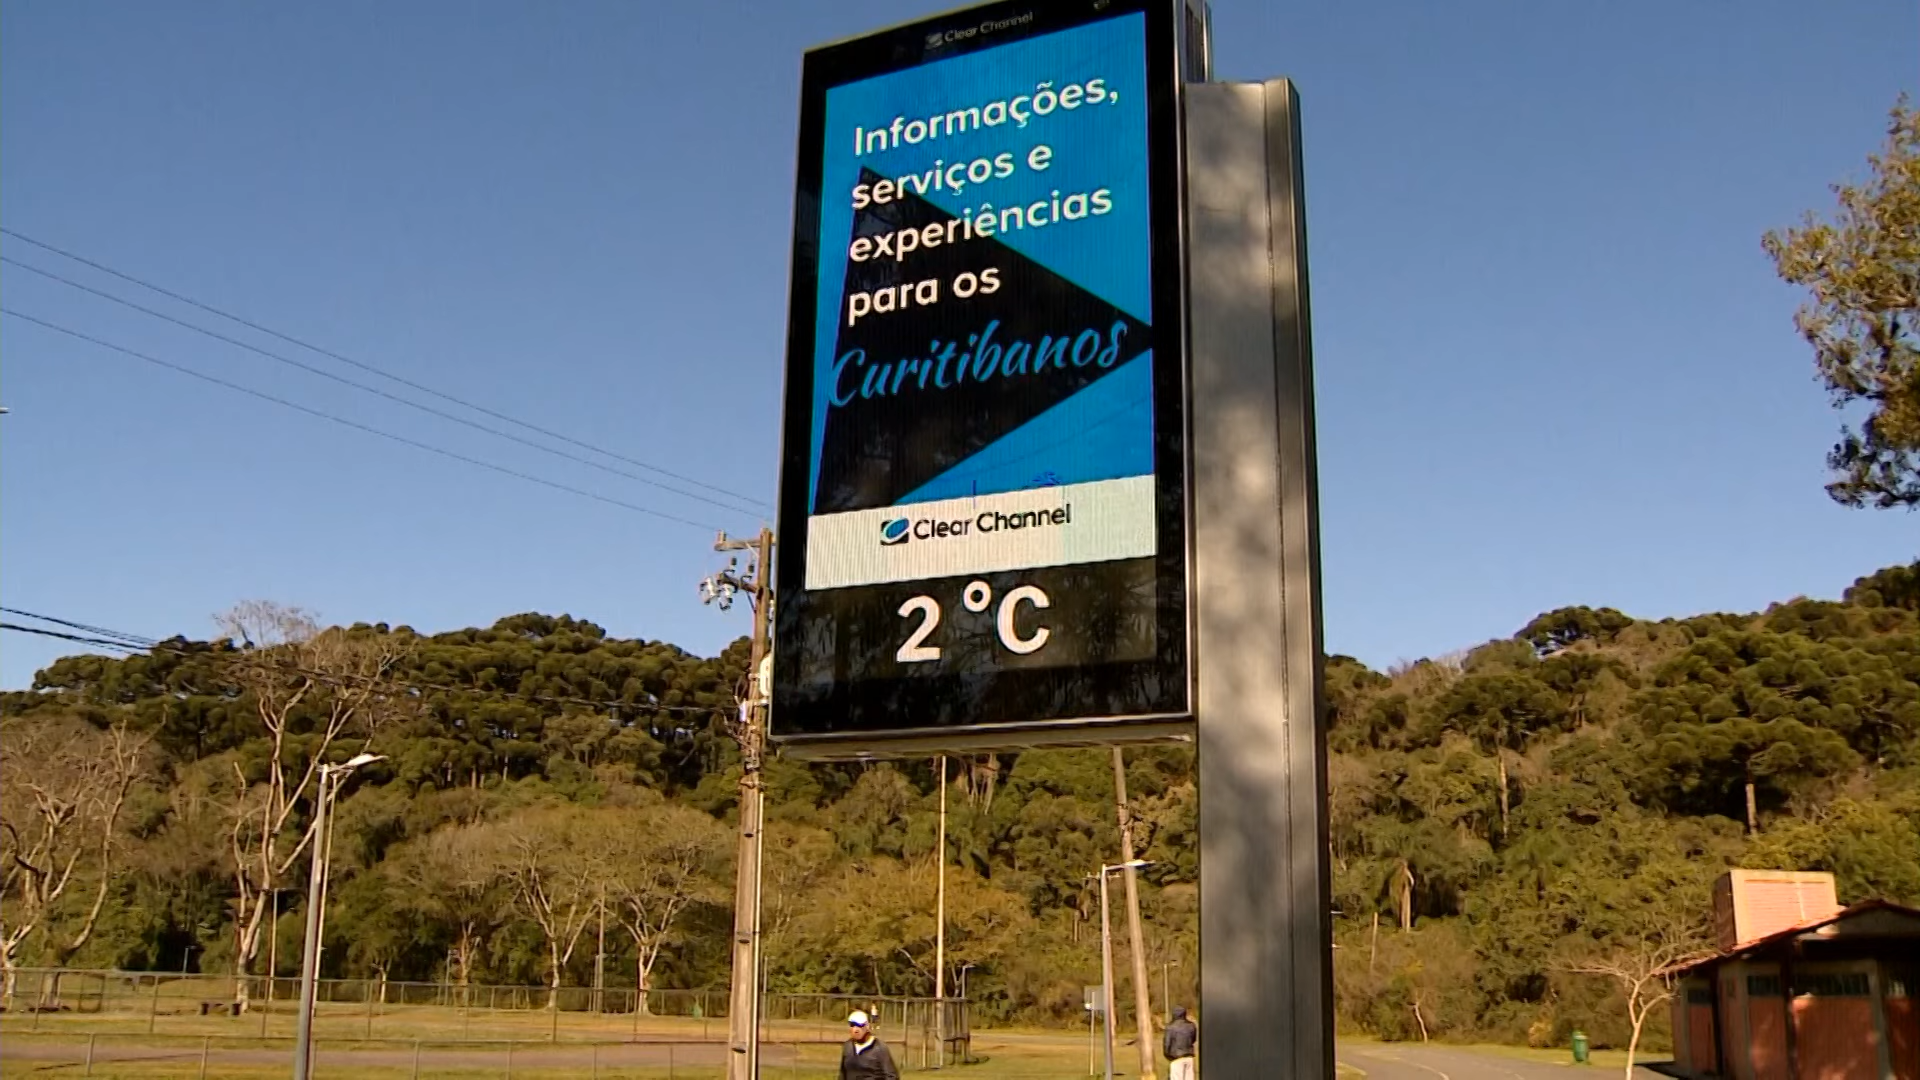 Clear Channel
Informações,
serviços e
experiências
para os
Curitibanos
Clear Channel
2 °C